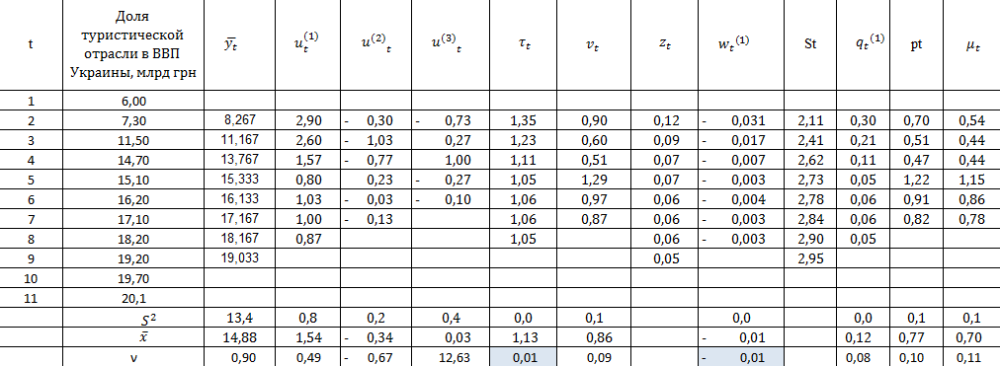 t Доля туристической отрасли в ВВП Украины, млрд грн ȳt ut(1) u(2)t u(3)t τt νt zt wt(1) St qt(1) pt μt
1 6,00
2 7,30 8,267 2,90 - 0,30 - 0,73 1,35 0,90 0,12 - 0,031 2,11 0,30 0,70 0,54
3 11,50 11,167 2,60 - 1,03 0,27 1,23 0,60 0,09 - 0,017 2,41 0,21 0,51 0,44
4 14,70 13,767 1,57 - 0,77 1,00 1,11 0,51 0,07 - 0,007 2,62 0,11 0,47 0,44
5 15,10 15,333 0,80 0,23 - 0,27 1,05 1,29 0,07 - 0,003 2,73 0,05 1,22 1,15
6 16,20 16,133 1,03 - 0,03 - 0,10 1,06 0,97 0,06 - 0,004 2,78 0,06 0,91 0,86
7 17,10 17,167 1,00 - 0,13 1,06 0,87 0,06 - 0,003 2,84 0,06 0,82 0,78
8 18,20 18,167 0,87 1,05 0,06 - 0,003 2,90 0,05
9 19,20 19,033 0,05 2,95
10 19,70
11 20,1
S² 13,4 0,8 0,2 0,4 0,0 0,1 0,0 0,0 0,1 0,1
x̄ 14,88 1,54 - 0,34 0,03 1,13 0,86 - 0,01 0,12 0,77 0,70
ν 0,90 0,49 - 0,67 12,63 0,01 0,09 - 0,01 0,08 0,10 0,11